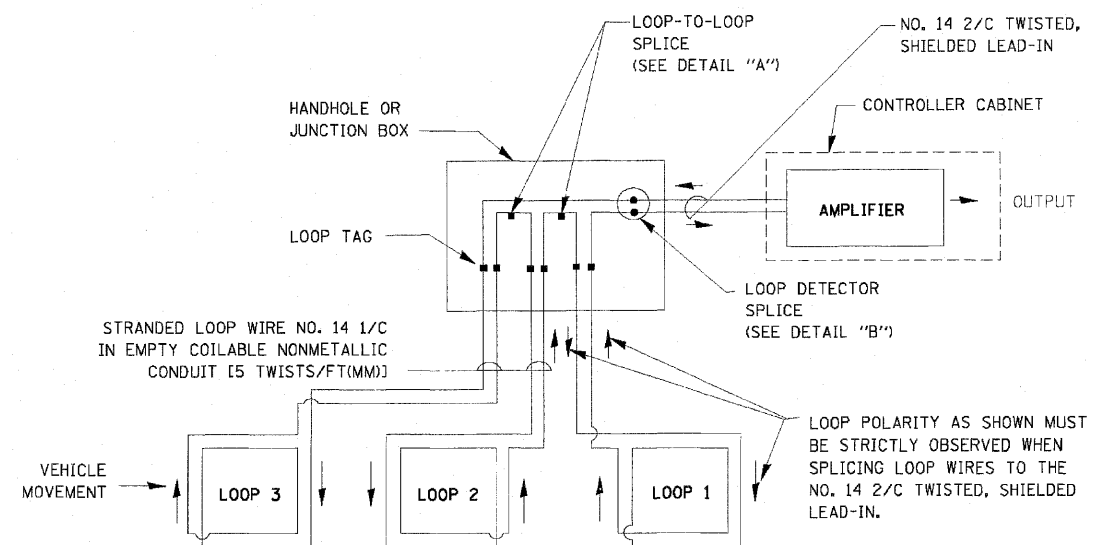 LOOP-TO-LOOP
SPLICE
(SEE DETAIL "A")
NO. 14 2/C TWISTED,
SHIELDED LEAD-IN
HANDHOLE OR
JUNCTION BOX
CONTROLLER CABINET
AMPLIFIER
OUTPUT
LOOP TAG
LOOP DETECTOR
SPLICE
(SEE DETAIL "B")
STRANDED LOOP WIRE NO. 14 1/C
IN EMPTY COILABLE NONMETALLIC
CONDUIT [5 TWISTS/FT(MM)]
LOOP POLARITY AS SHOWN MUST
BE STRICTLY OBSERVED WHEN
SPLICING LOOP WIRES TO THE
NO. 14 2/C TWISTED, SHIELDED
LEAD-IN.
VEHICLE
MOVEMENT
LOOP 3
LOOP 2
LOOP 1